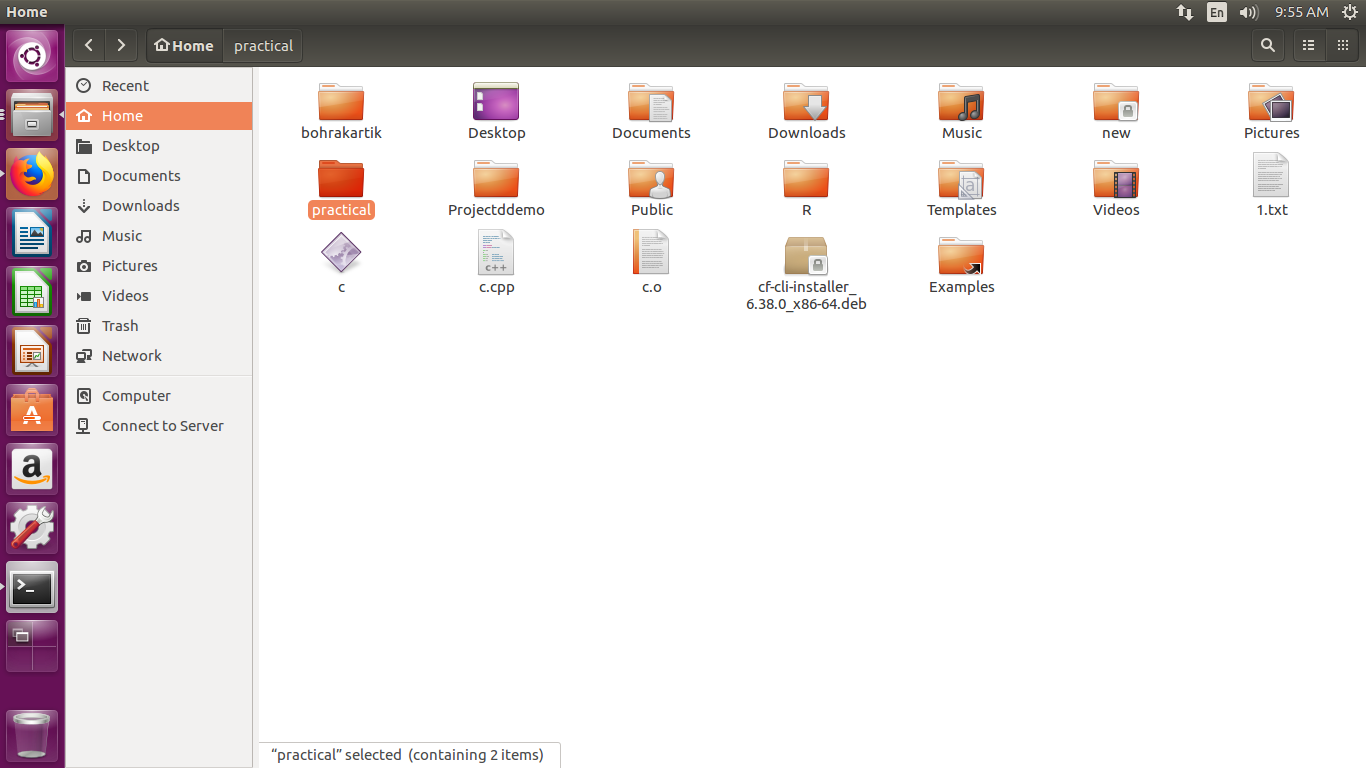 Home
En
9:55 AM
Home
practical
Recent
Home
Desktop
Documents
Downloads
Music
Pictures
Videos
Trash
Network
Computer
Connect to Server
bohrakartik
Desktop
Documents
Downloads
Music
new
Pictures
practical
Projectddemo
Public
R
Templates
Videos
1.txt
c
c.cpp
c.o
cf-cli-installer_
6.38.0_x86-64.deb
Examples
“practical” selected (containing 2 items)